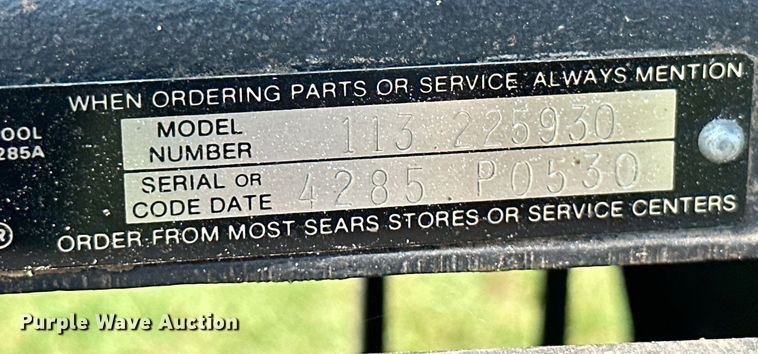 WHEN ORDERING PARTS OR SERVICE ALWAYS MENTION
OOL
285A
MODEL
NUMBER
113.225930
SERIAL OR
CODE DATE
4285.P0530
®
ORDER FROM MOST SEARS STORES OR SERVICE CENTERS
Purple Wave Auction